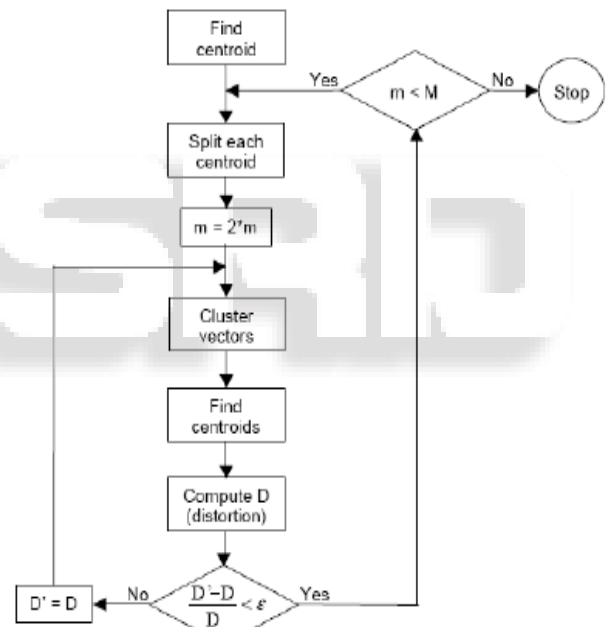 Find
centroid
Yes
m < M
No
Stop
Split each
centroid
m = 2*m
Cluster
vectors
Find
centroids
Compute D
(distortion)
D' = D
No
D'-D
D
< ε
Yes